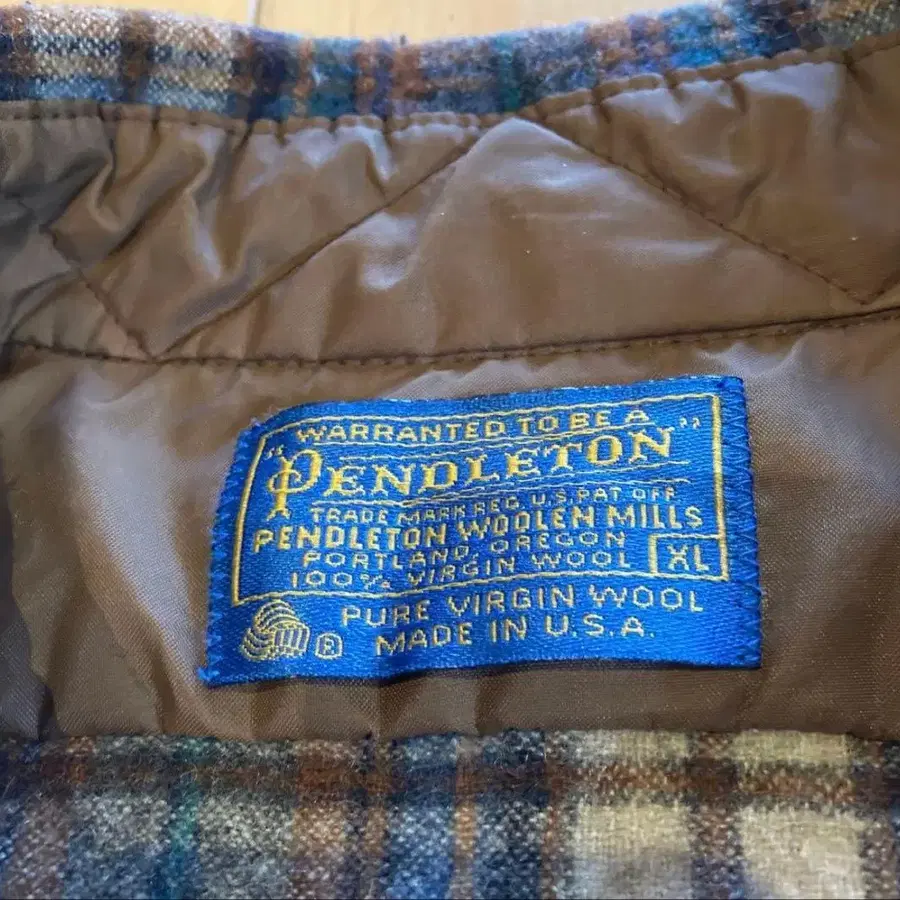 WARRANTED TO BE A
"PENDLETON"
TRADE MARK REG. U.S. PAT OFF
PENDLETON WOOLEN MILLS
PORTLAND, OREGON
100% VIRGIN WOOL XL
® PURE VIRGIN WOOL
MADE IN U.S.A.